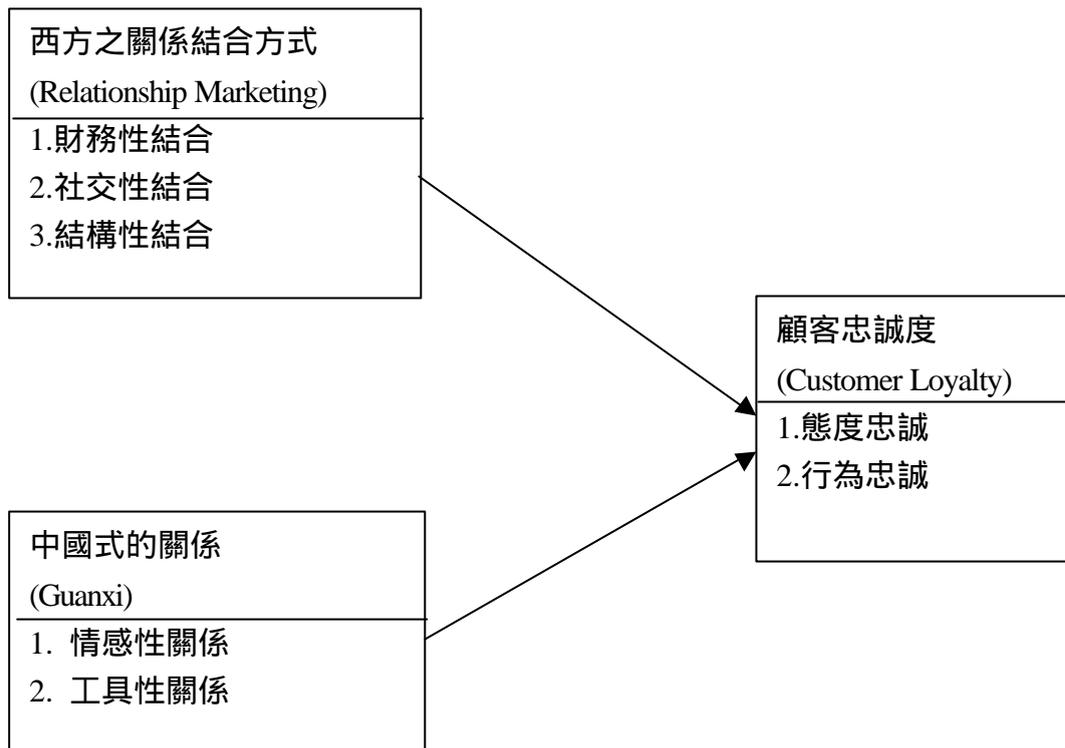 西方之關係結合方式
(Relationship Marketing)
1.財務性結合
2.社交性結合
3.結構性結合
顧客忠誠度
(Customer Loyalty)
1.態度忠誠
2.行為忠誠
中國式的關係
(Guanxi)
1. 情感性關係
2. 工具性關係